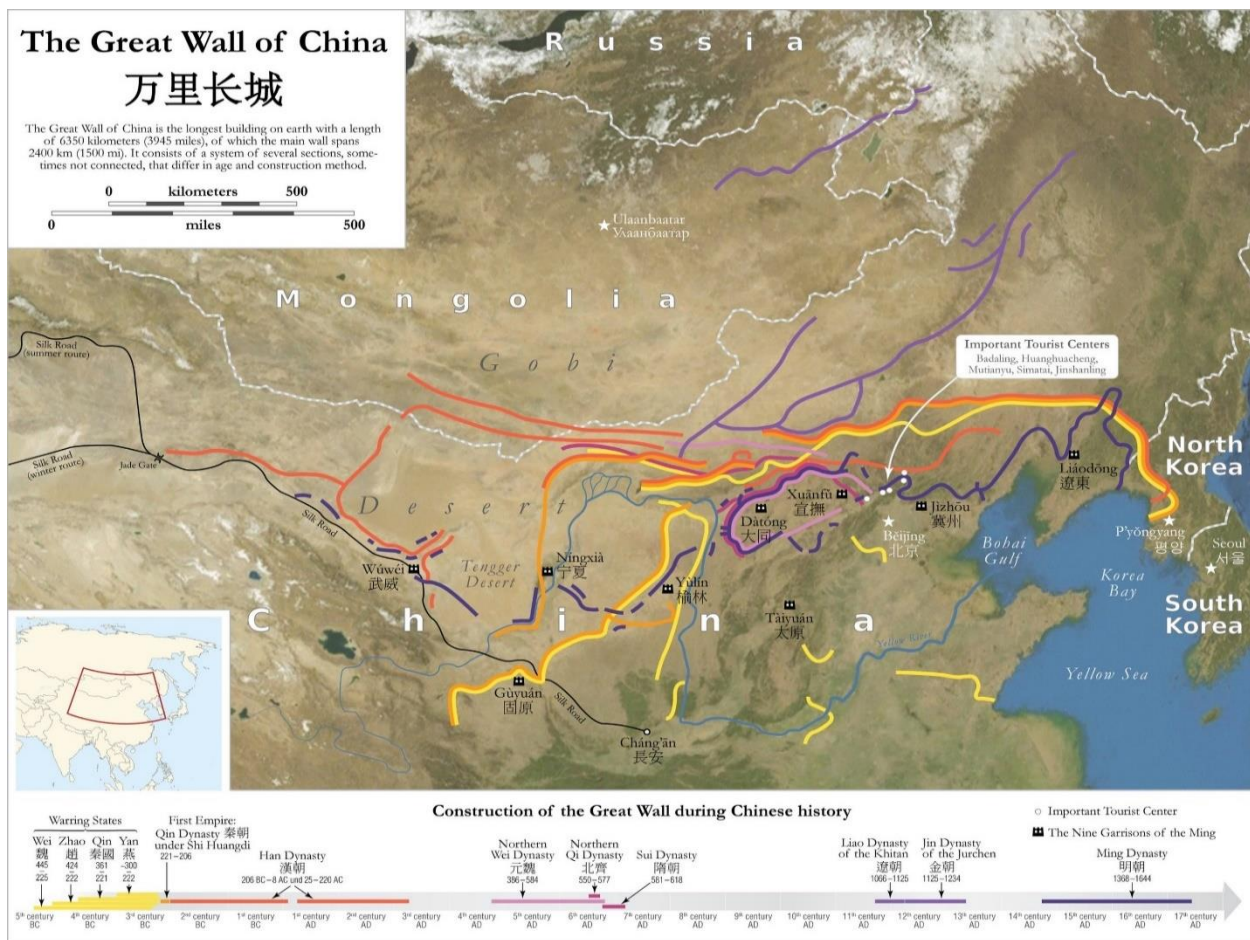 The Great Wall of China
万里长城
The Great Wall of China is the longest building on earth with a length
of 6350 kilometers (3945 miles), of which the main wall spans
2400 km (1500 mi). It consists of a system of several sections, some-
times not connected, that differ in age and construction method.
0 kilometers 500
0 miles 500
Russia
Ulaanbaatar
Улаанбаатар
Mongolia
Gobi
Desert
Silk Road
(summer route)
Silk Road
(winter route)
Jade Gate
Silk Road
Important Tourist Centers
Badaling, Huanghuacheng,
Mutianyu, Simatai, Jinshanling
North
Korea
Liáodōng
遼東
Xuānfǔ
宣撫
Dàtóng
大同
Jìzhōu
冀州
Běijīng
北京
P'yŏngyang
평양
Seoul
서울
Bohai
Gulf
Korea
Bay
South
Korea
Wǔwéi
武威
Tengger
Desert
Níngxià
宁夏
Yúlín
榆林
Tàiyuán
太原
China
Yellow River
Yellow Sea
Gùyuán
固原
Silk Road
Cháng'ān
長安
Construction of the Great Wall during Chinese history
Important Tourist Center
The Nine Garrisons of the Ming
Warring States
Wei
魏
445
225
Zhao
趙
424
222
Qin
秦國
361
221
Yan
燕
~300
222
First Empire:
Qin Dynasty 秦朝
under Shi Huangdi
221–206
Han Dynasty
漢朝
206 BC–8 AC und 25–220 AC
Northern
Wei Dynasty
元魏
386–584
Northern
Qi Dynasty
北齊
550–577
Sui Dynasty
隋朝
581–618
Liao Dynasty
of the Khitan
遼朝
1066–1125
Jin Dynasty
of the Jurchen
金朝
1125–1234
Ming Dynasty
明朝
1368–1644
5th century
BC
4th century
BC
3rd century
BC
2nd century
BC
1st century
BC
1st century
AD
2nd century
AD
3rd century
AD
4th century
AD
5th century
AD
6th century
AD
7th century
AD
8th century
AD
9th century
AD
10th century
AD
11th century
AD
12th century
AD
13th century
AD
14th century
AD
15th century
AD
16th century
AD
17th century
AD